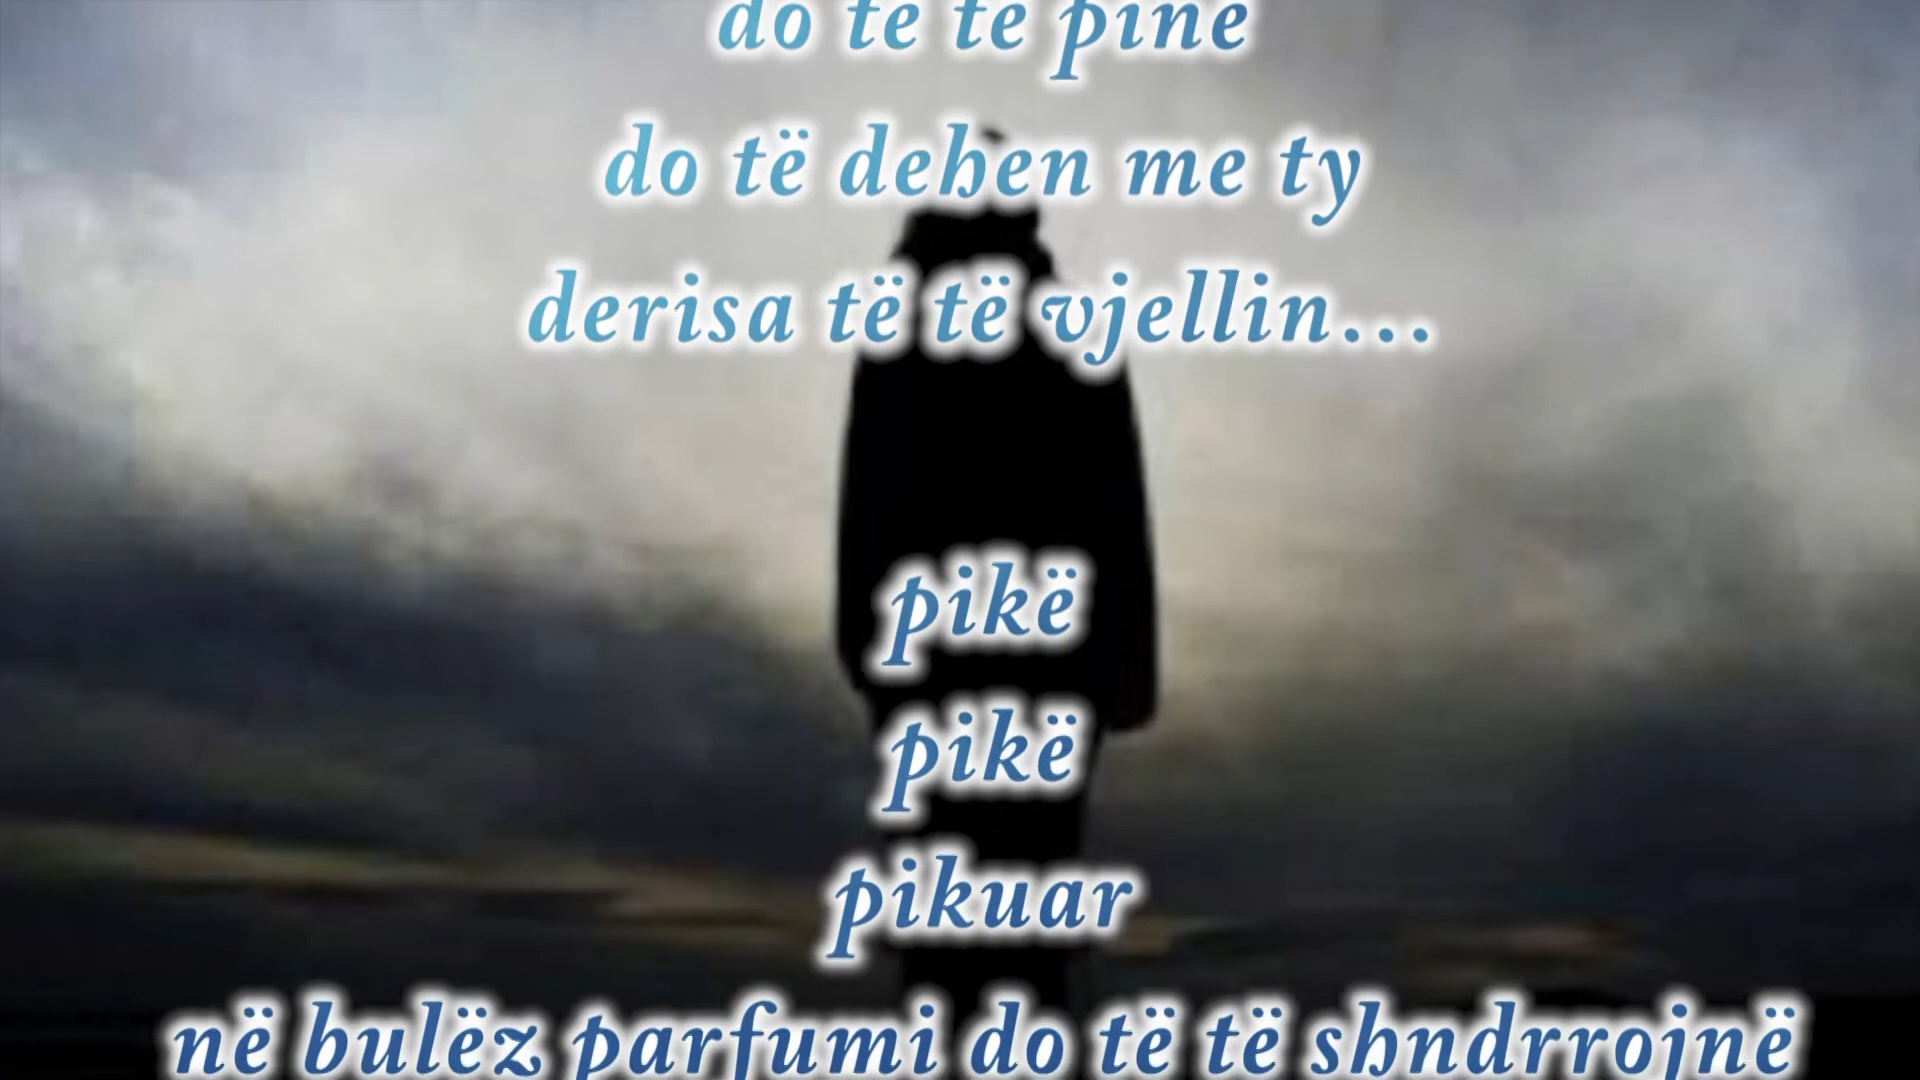 do të të pinë
do të dehen me ty
derisa të të vjellin...
pikë
pikë
pikuar
në bulëz parfumi do të të shndrrojnë